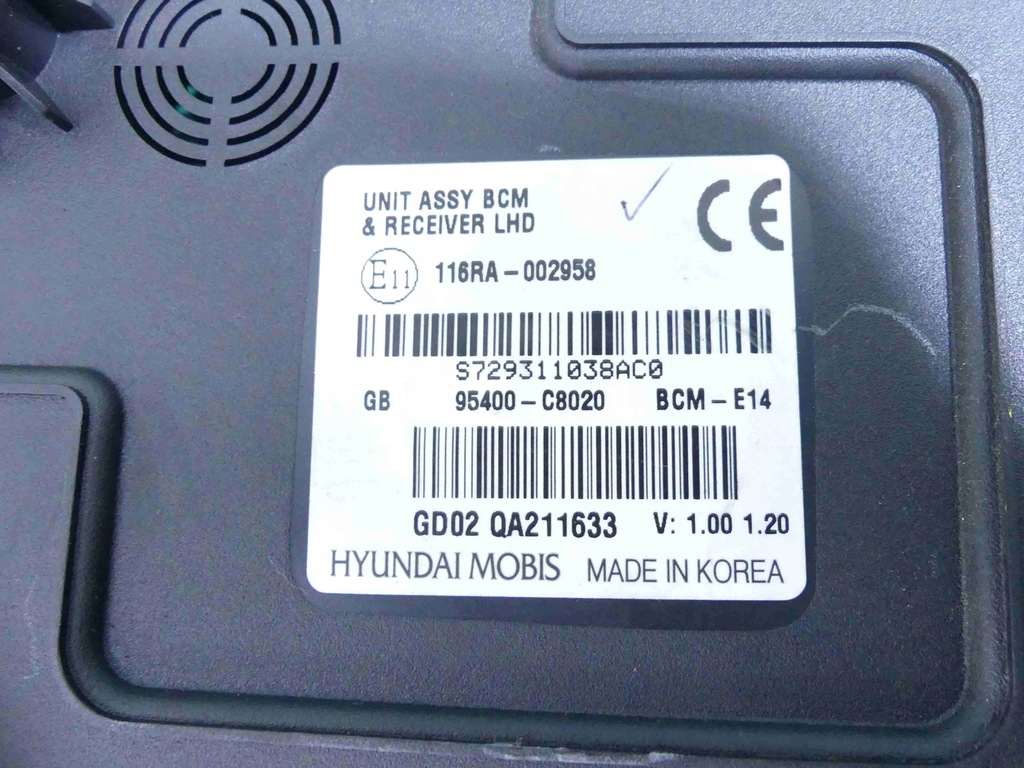 UNIT ASSY BCM
& RECEIVER LHD
CE
E11 116RA-002958
S729311038AC0
GB 95400-C8020 BCM-E14
GD02 QA211633 V: 1.00 1.20
HYUNDAI MOBIS MADE IN KOREA